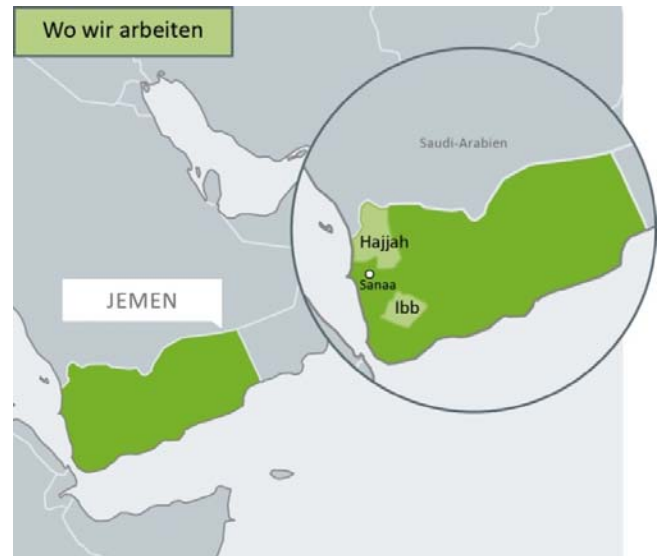 Wo wir arbeiten
Saudi-Arabien
Hajjah
Sanaa
Ibb
JEMEN